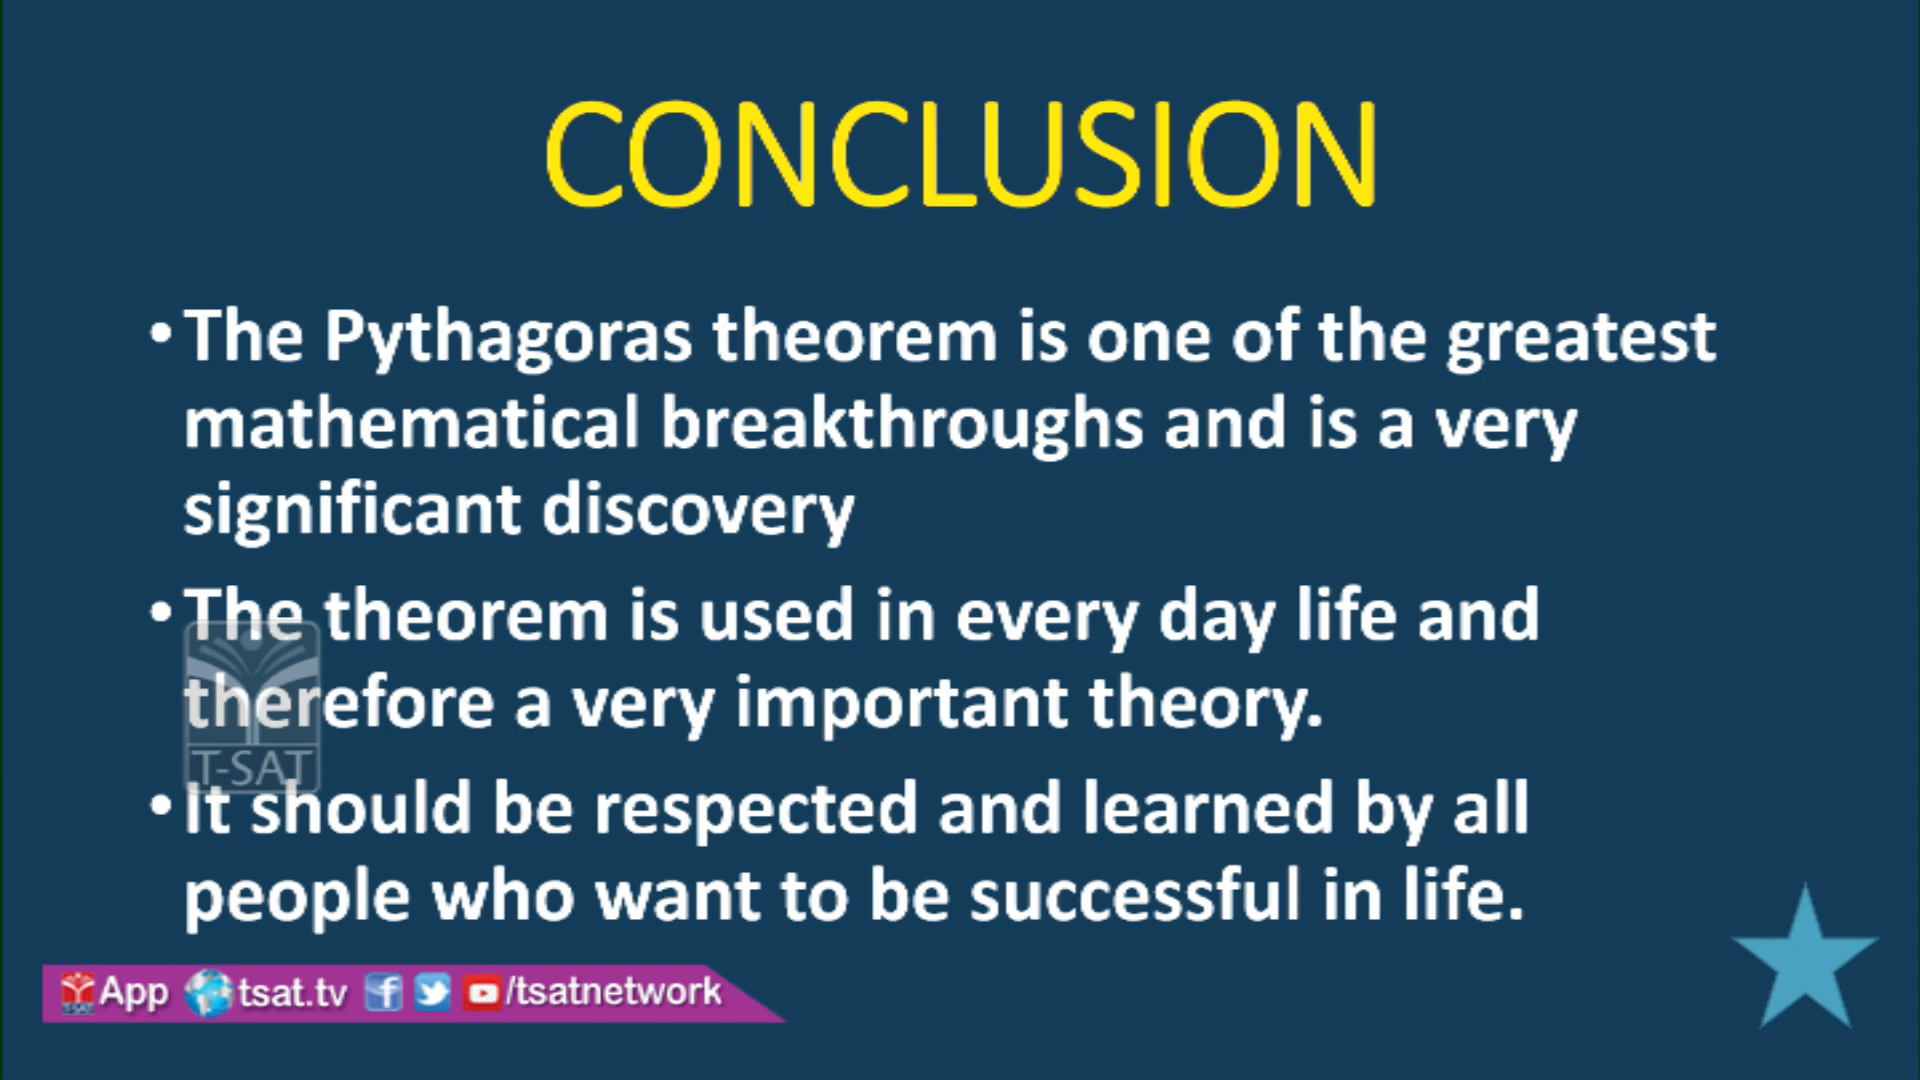 CONCLUSION
•The Pythagoras theorem is one of the greatest
mathematical breakthroughs and is a very
significant discovery
•The theorem is used in every day life and
therefore a very important theory.
T-SAT
•It should be respected and learned by all
people who want to be successful in life.
T-SAT App tsat.tv /tsatnetwork